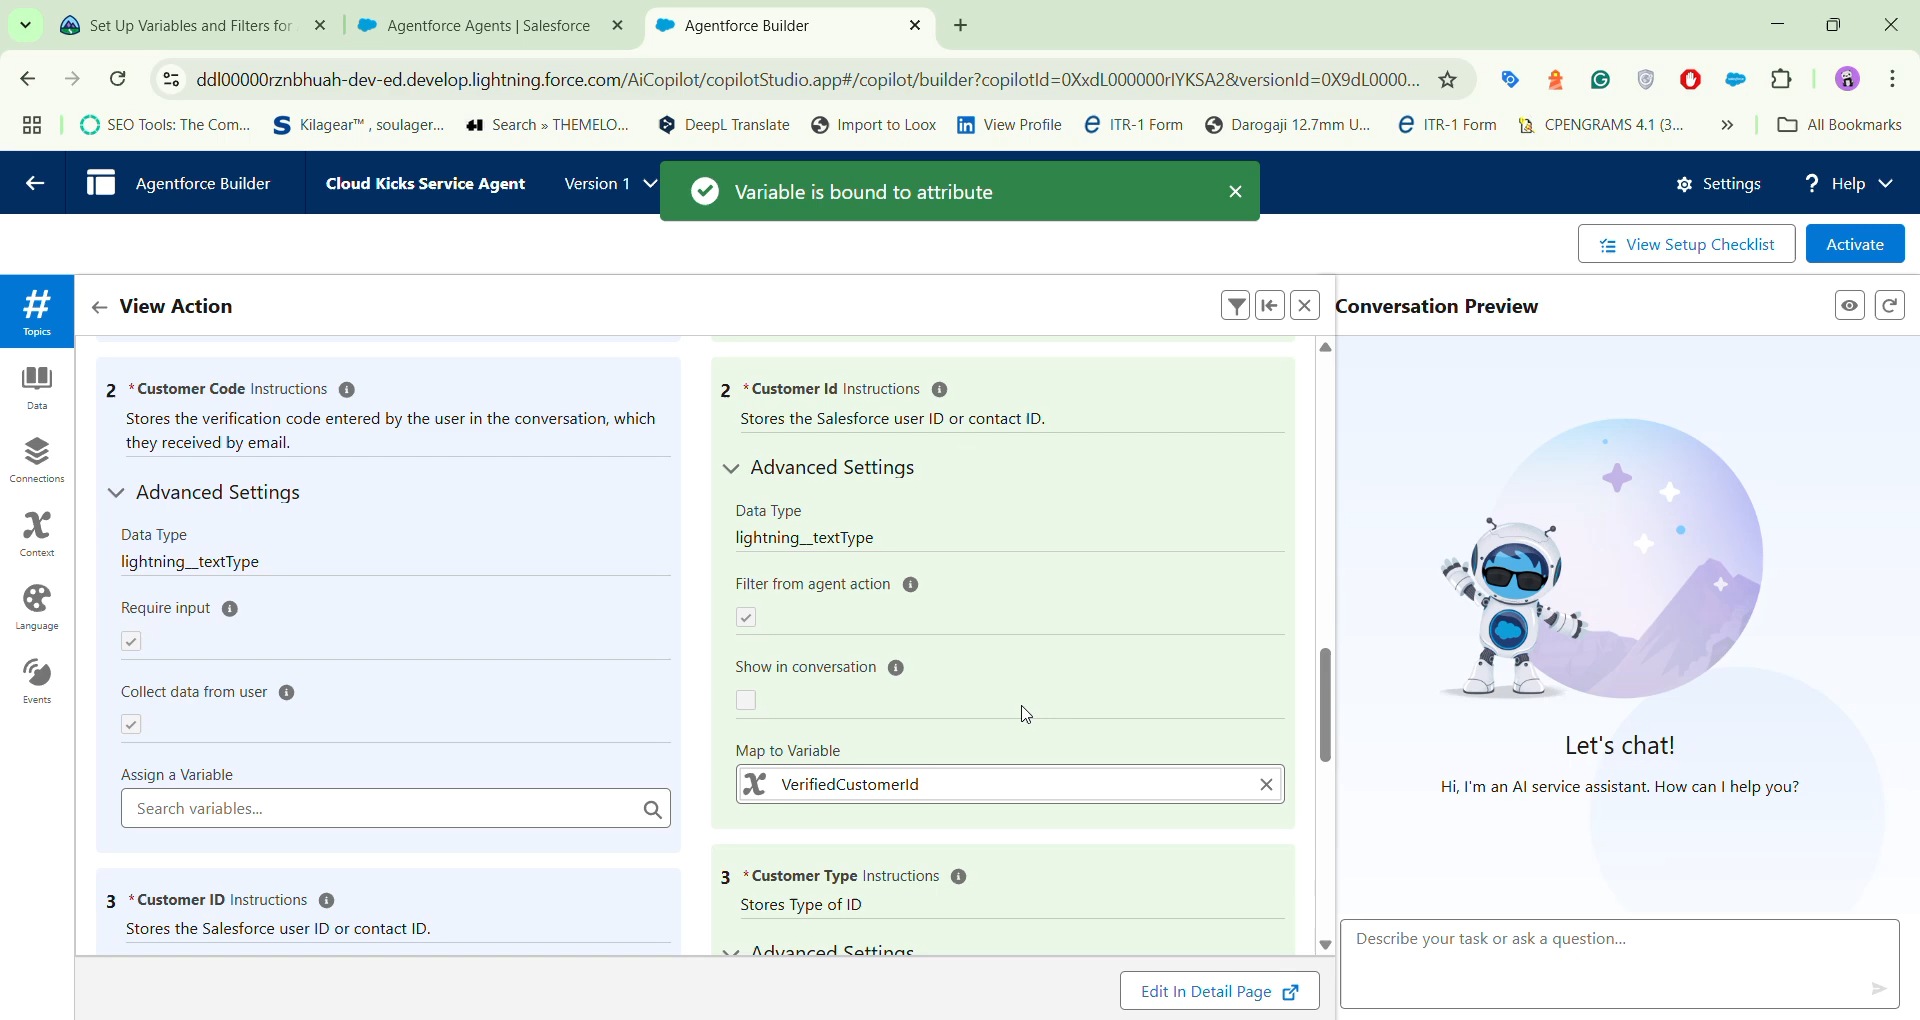 Set Up Variables and Filters for
Agentforce Agents | Salesforce
Agentforce Builder
ddl00000rznbhuah-dev-ed.develop.lightning.force.com/AiCopilot/copilotStudio.app#/copilot/builder?copilotId=0XxdL000000rIYKSA2&versionId=0X9dL0000...
SEO Tools: The Com...
Kilagear™ , soulager...
Search » THEMELO...
DeepL Translate
Import to Loox
View Profile
ITR-1 Form
Darogaji 12.7mm U...
ITR-1 Form
CPENGRAMS 4.1 (3...
All Bookmarks
Agentforce Builder
Cloud Kicks Service Agent
Version 1
Variable is bound to attribute
Settings
Help
View Setup Checklist
Activate
Topics
Data
Connections
Context
Language
Events
View Action
2 *Customer Code Instructions
Stores the verification code entered by the user in the conversation, which
they received by email.
Advanced Settings
Data Type
lightning__textType
Require input
Collect data from user
Assign a Variable
Search variables...
3 *Customer ID Instructions
Stores the Salesforce user ID or contact ID.
2 *Customer Id Instructions
Stores the Salesforce user ID or contact ID.
Advanced Settings
Data Type
lightning__textType
Filter from agent action
Show in conversation
Map to Variable
VerifiedCustomerId
3 *Customer Type Instructions
Stores Type of ID
Advanced Settings
Edit In Detail Page
Conversation Preview
Let's chat!
Hi, I'm an AI service assistant. How can I help you?
Describe your task or ask a question...